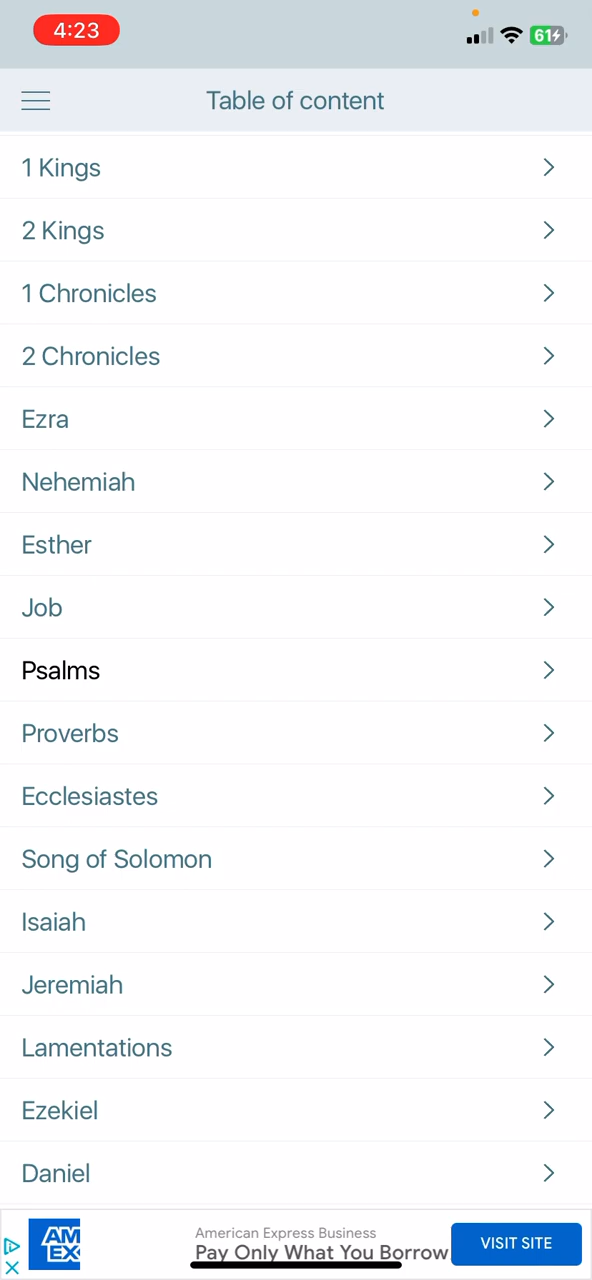 4:23
61
Table of content
1 Kings
2 Kings
1 Chronicles
2 Chronicles
Ezra
Nehemiah
Esther
Job
Psalms
Proverbs
Ecclesiastes
Song of Solomon
Isaiah
Jeremiah
Lamentations
Ezekiel
Daniel
AM
EX
American Express Business
Pay Only What You Borrow
VISIT SITE